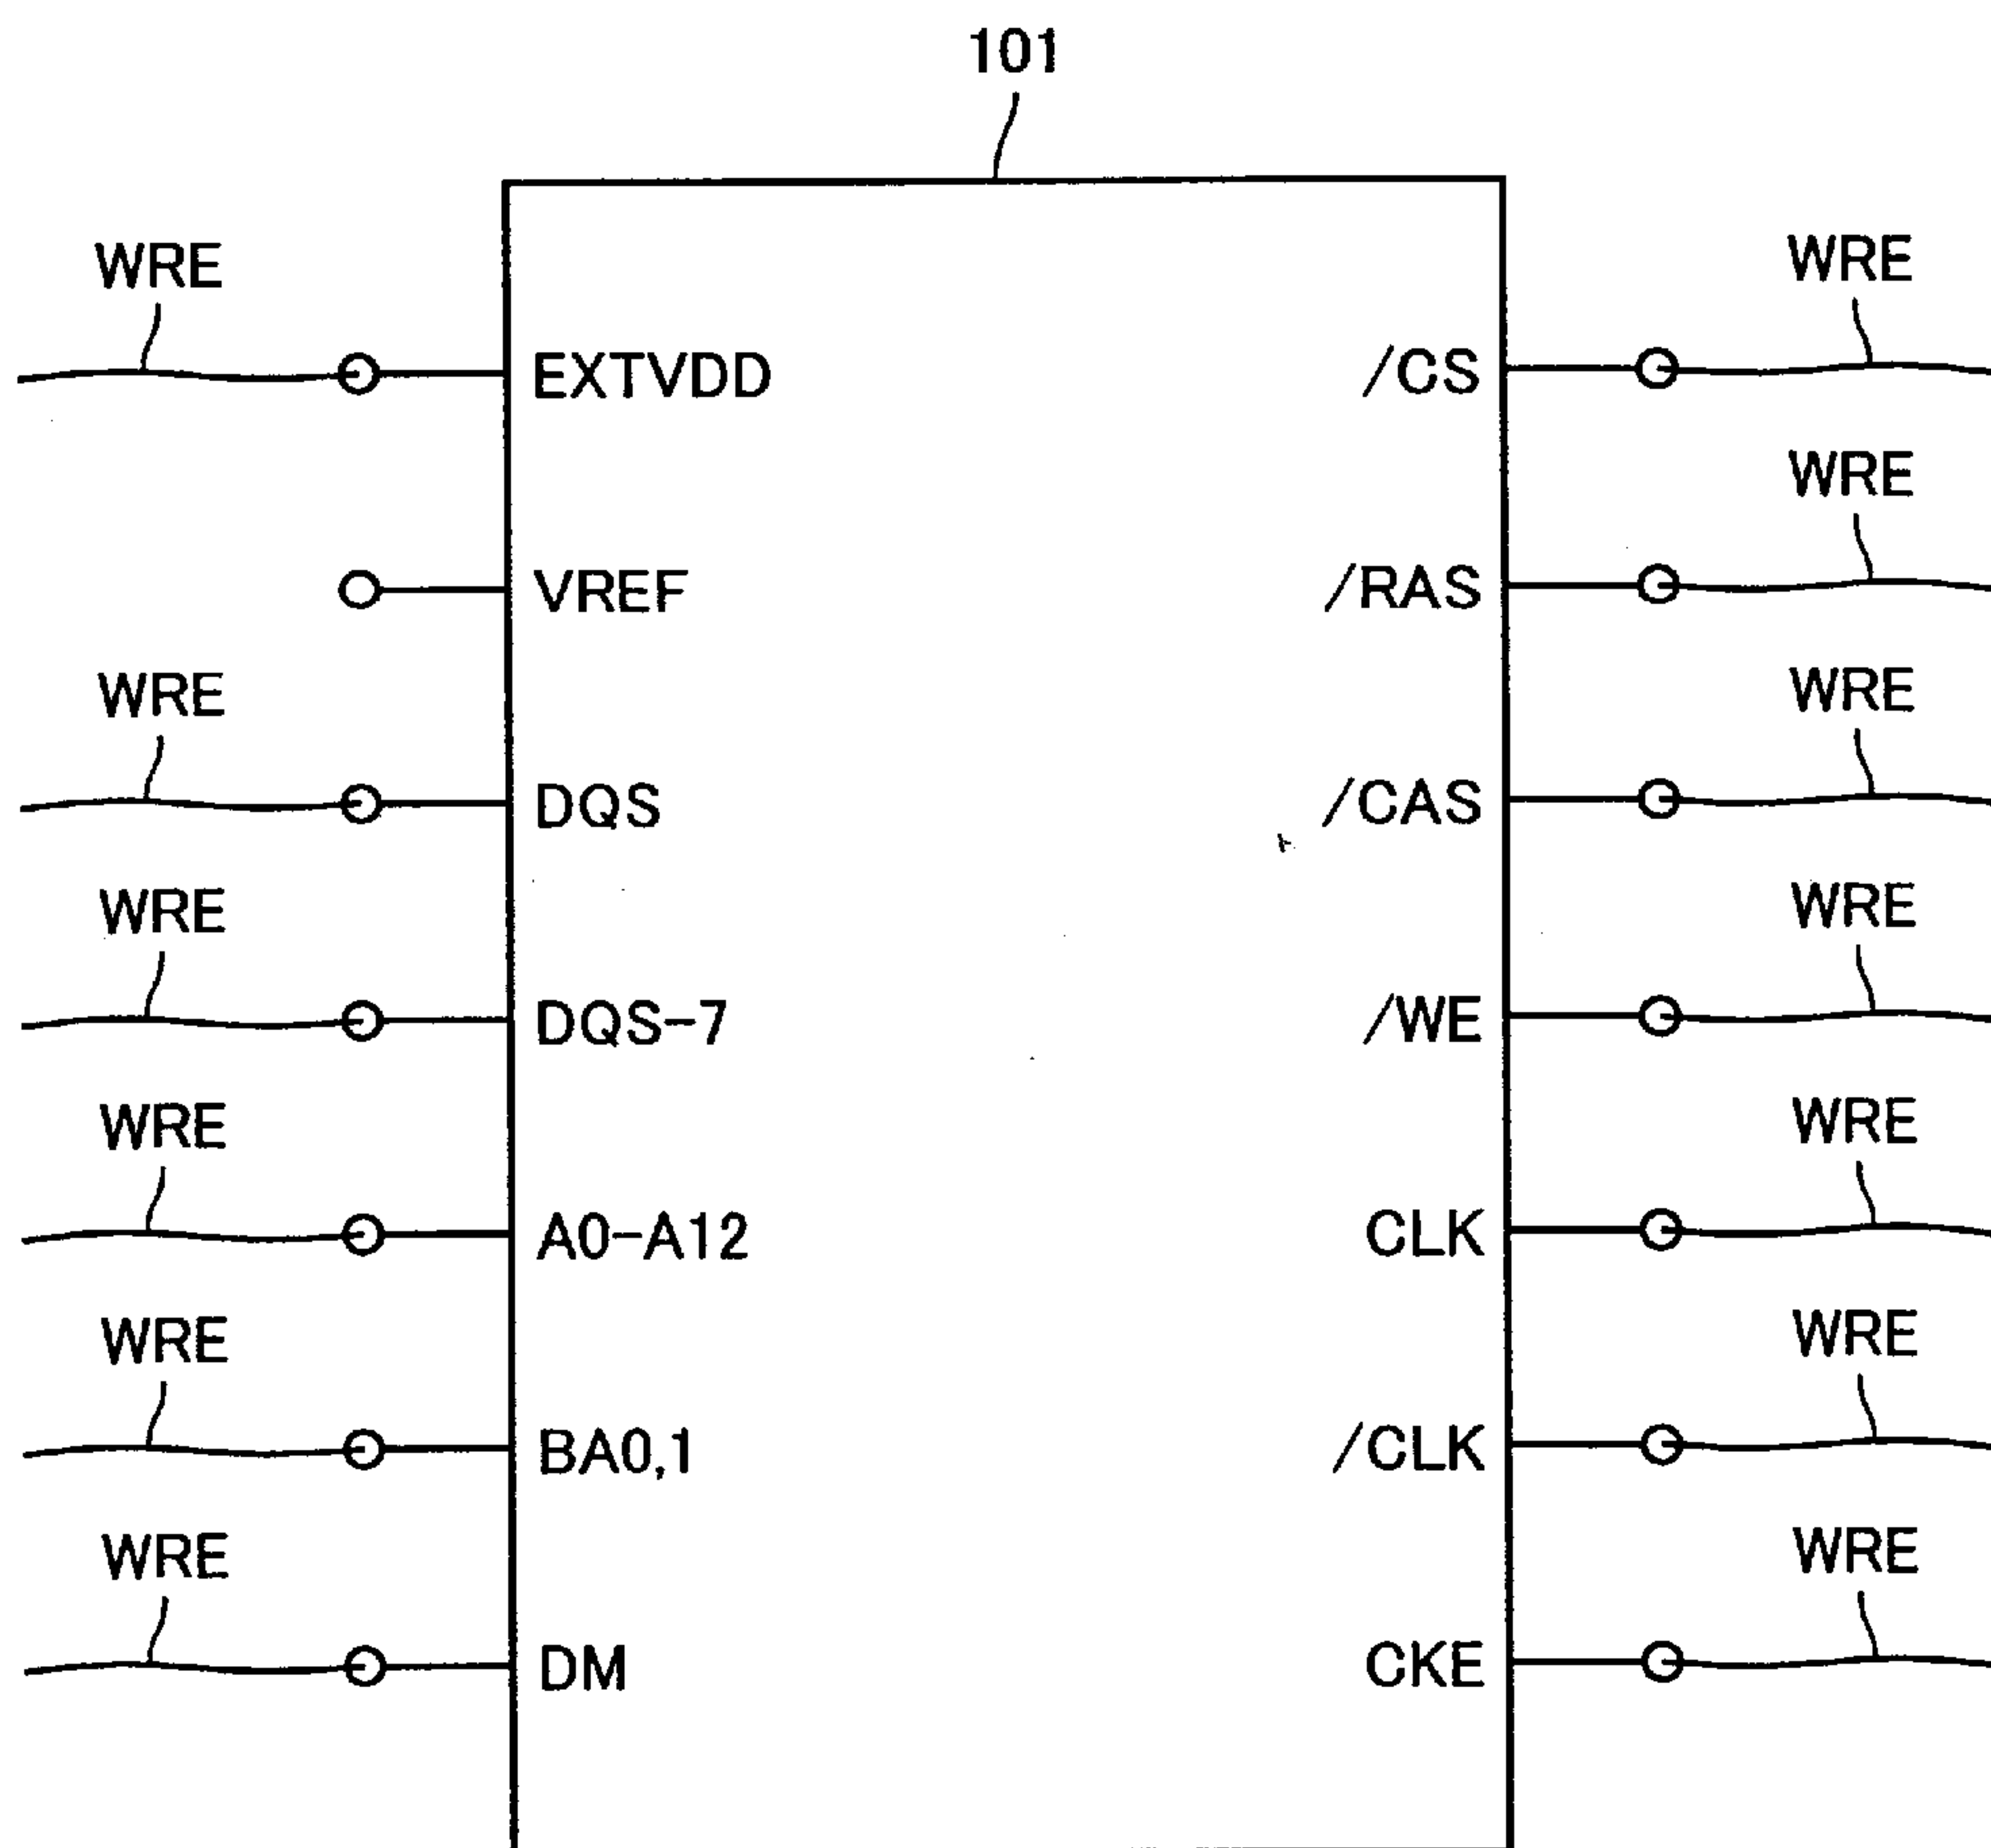 101
WRE
WRE
EXTVDD
/CS
WRE
VREF
/RAS
WRE
WRE
DQS
/CAS
WRE
WRE
DQS-7
/WE
WRE
WRE
A0-A12
CLK
WRE
WRE
BA0,1
/CLK
WRE
WRE
DM
CKE